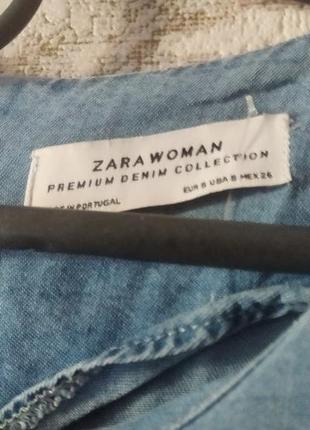 ZARA WOMAN
PREMIUM DENIM COLLECTION
IN PORTUGAL
EUR S USA S MEX 26